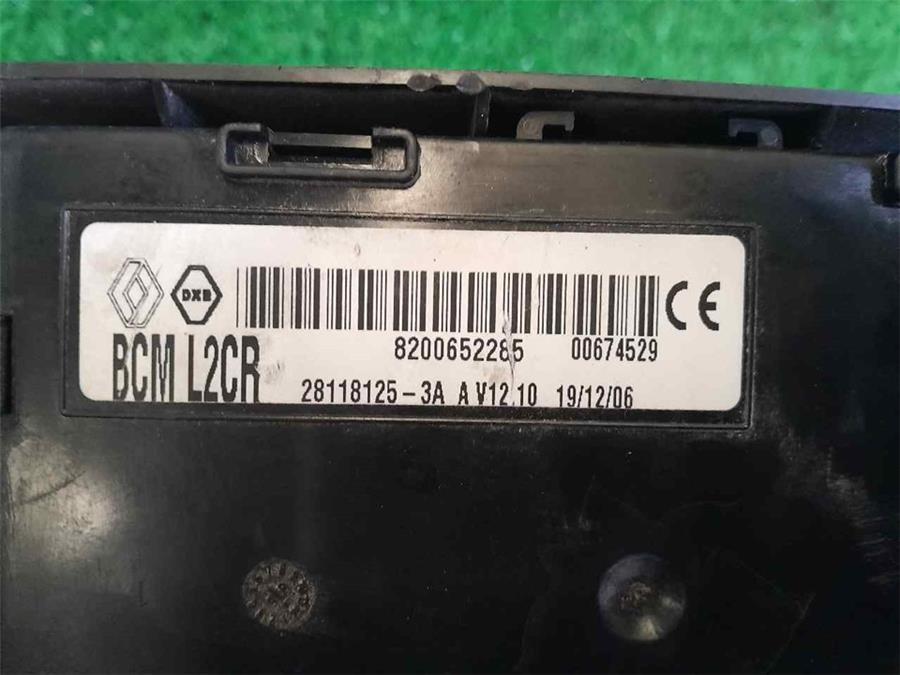 DXB CE
8200652285 00674529
BCM L2CR 28118125-3A A V12.10 19/12/06